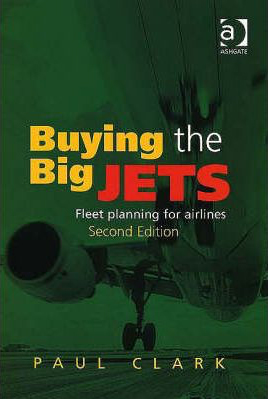 a
ASHGATE
Buying the
Big JETS
Fleet planning for airlines
Second Edition
PAUL CLARK